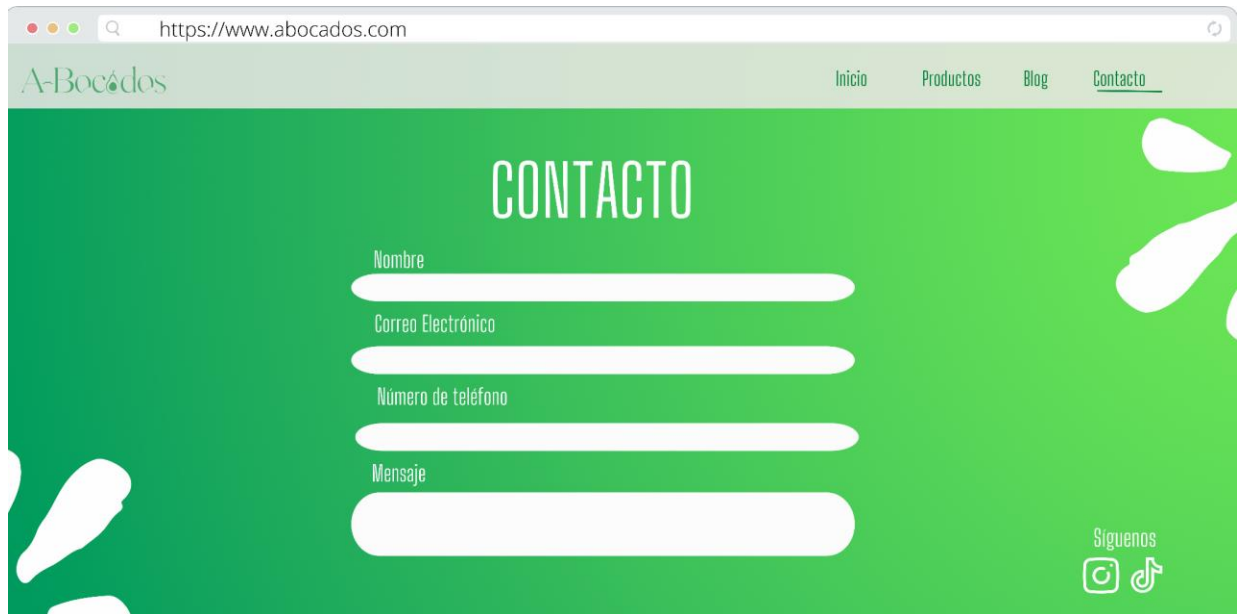 https://www.abocados.com
A-Bocados
Inicio Productos Blog Contacto
CONTACTO
Nombre
Correo Electrónico
Número de teléfono
Mensaje
Síguenos